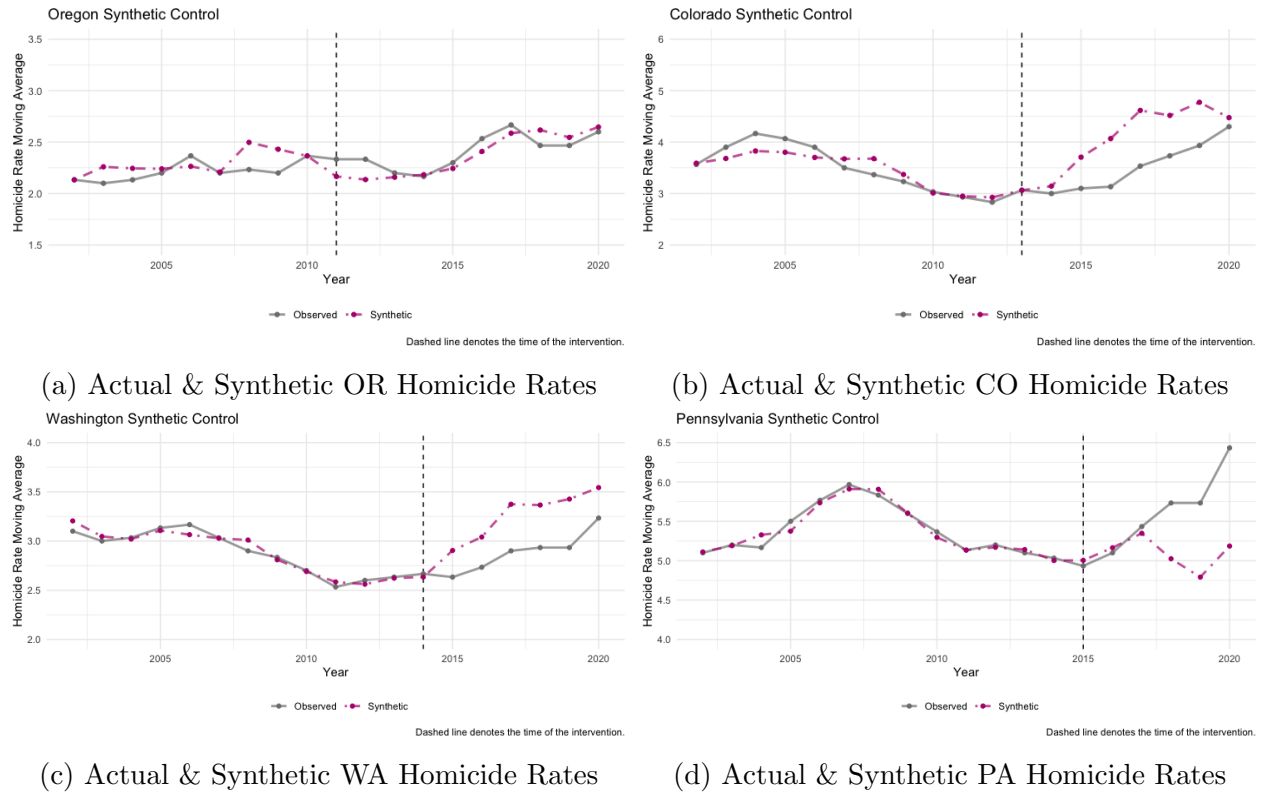 Oregon Synthetic Control
Homicide Rate Moving Average
3.5
3.0
2.5
2.0
1.5
2005 2010 2015 2020
Year
Observed Synthetic
Dashed line denotes the time of the intervention.
(a) Actual & Synthetic OR Homicide Rates
Colorado Synthetic Control
Homicide Rate Moving Average
6
5
4
3
2
2005 2010 2015 2020
Year
Observed Synthetic
Dashed line denotes the time of the intervention.
(b) Actual & Synthetic CO Homicide Rates
Washington Synthetic Control
Homicide Rate Moving Average
4.0
3.5
3.0
2.5
2.0
2005 2010 2015 2020
Year
Observed Synthetic
Dashed line denotes the time of the intervention.
(c) Actual & Synthetic WA Homicide Rates
Pennsylvania Synthetic Control
Homicide Rate Moving Average
6.5
6.0
5.5
5.0
4.5
4.0
2005 2010 2015 2020
Year
Observed Synthetic
Dashed line denotes the time of the intervention.
(d) Actual & Synthetic PA Homicide Rates